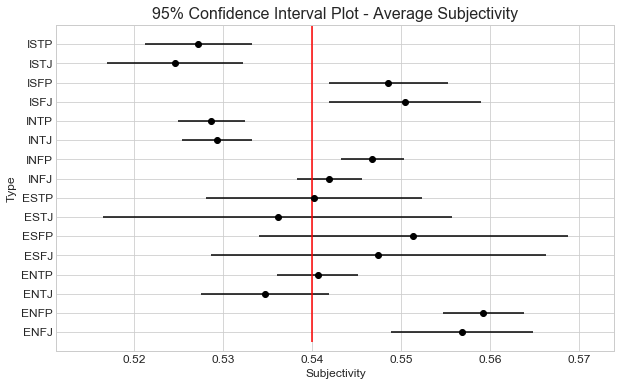 95% Confidence Interval Plot - Average Subjectivity
ISTP
ISTJ
ISFP
ISFJ
INTP
INTJ
INFP
INFJ
ESTP
ESTJ
ESFP
ESFJ
ENTP
ENTJ
ENFP
ENFJ
Type
0.52 0.53 0.54 0.55 0.56 0.57
Subjectivity